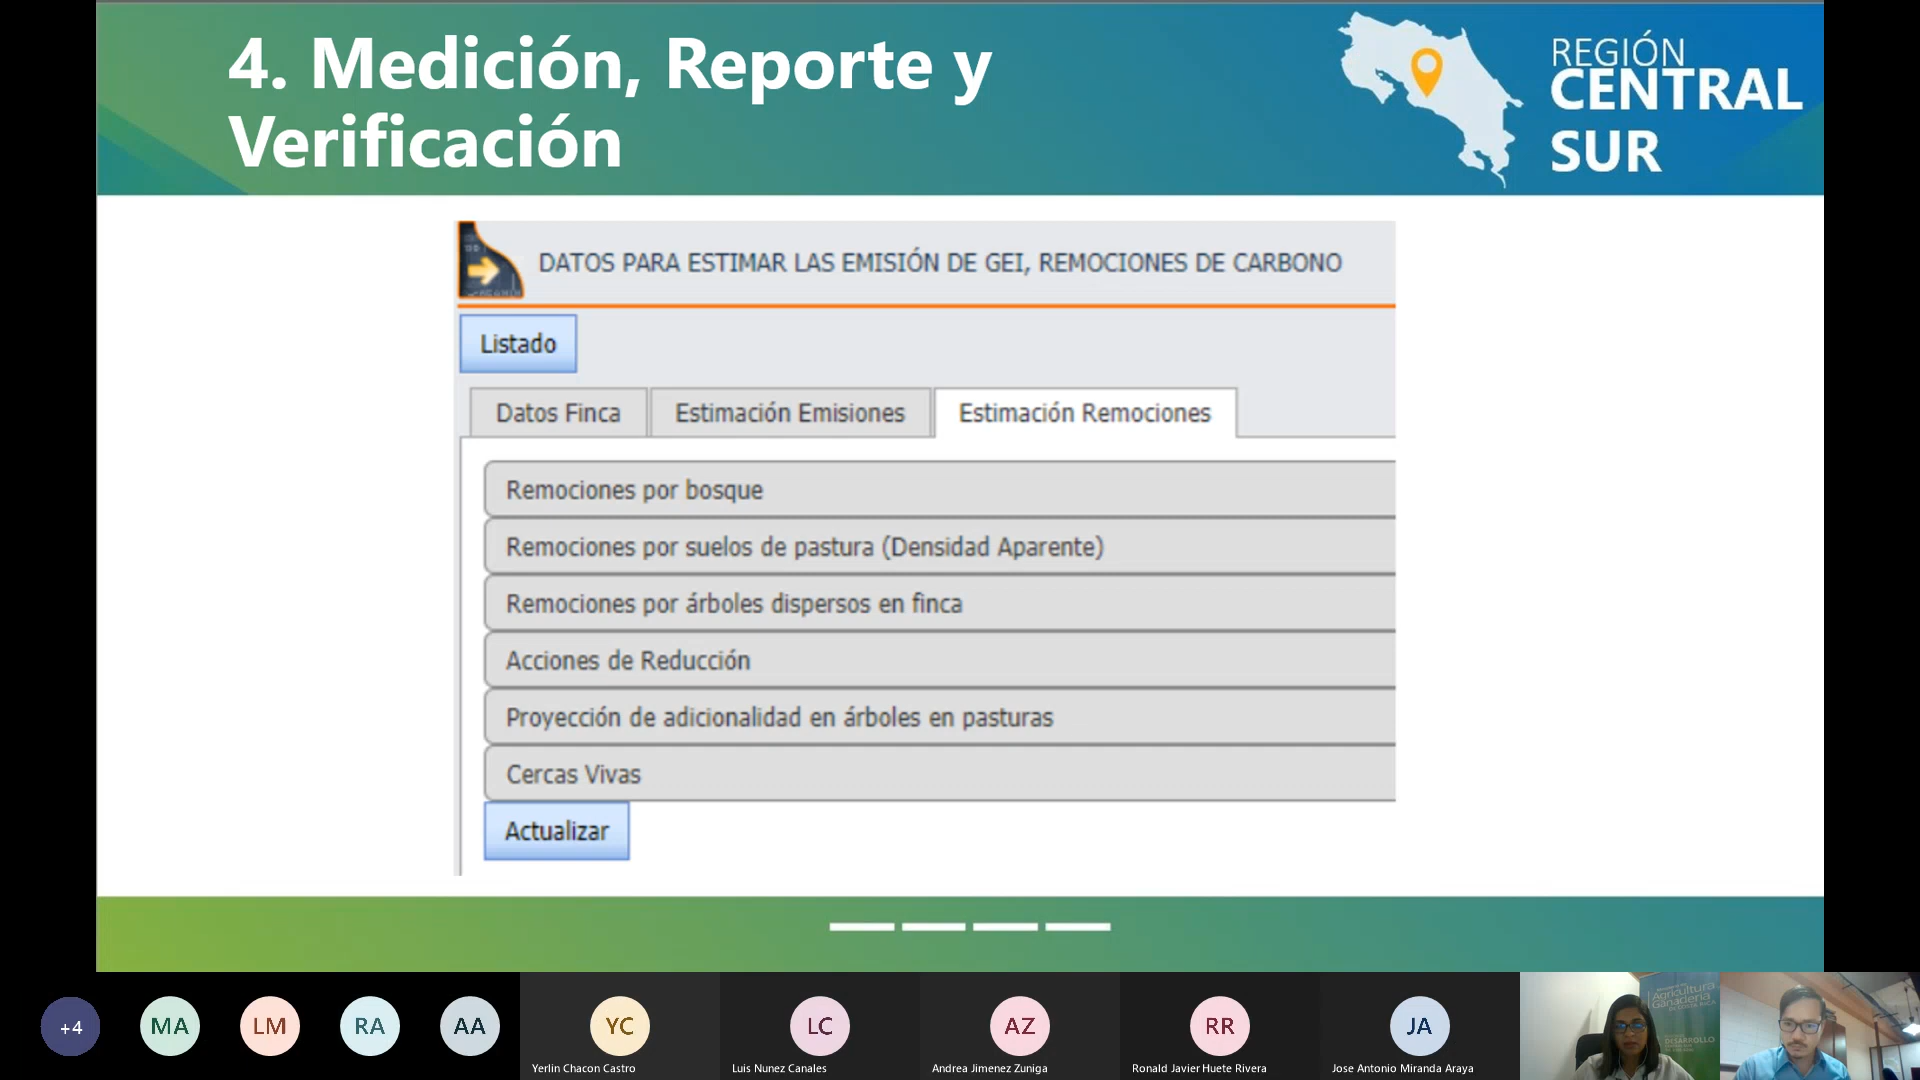 4. Medición, Reporte y
Verificación
REGIÓN
CENTRAL
SUR
DATOS PARA ESTIMAR LAS EMISIÓN DE GEI, REMOCIONES DE CARBONO
Listado
Datos Finca
Estimación Emisiones
Estimación Remociones
Remociones por bosque
Remociones por suelos de pastura (Densidad Aparente)
Remociones por árboles dispersos en finca
Acciones de Reducción
Proyección de adicionalidad en árboles en pasturas
Cercas Vivas
Actualizar
+4
MA
LM
RA
AA
YC
LC
AZ
RR
JA
Yerlin Chacon Castro
Luis Nunez Canales
Andrea Jimenez Zuniga
Ronald Javier Huete Rivera
Jose Antonio Miranda Araya
Agricultura
Ganadería
DESARROLLO